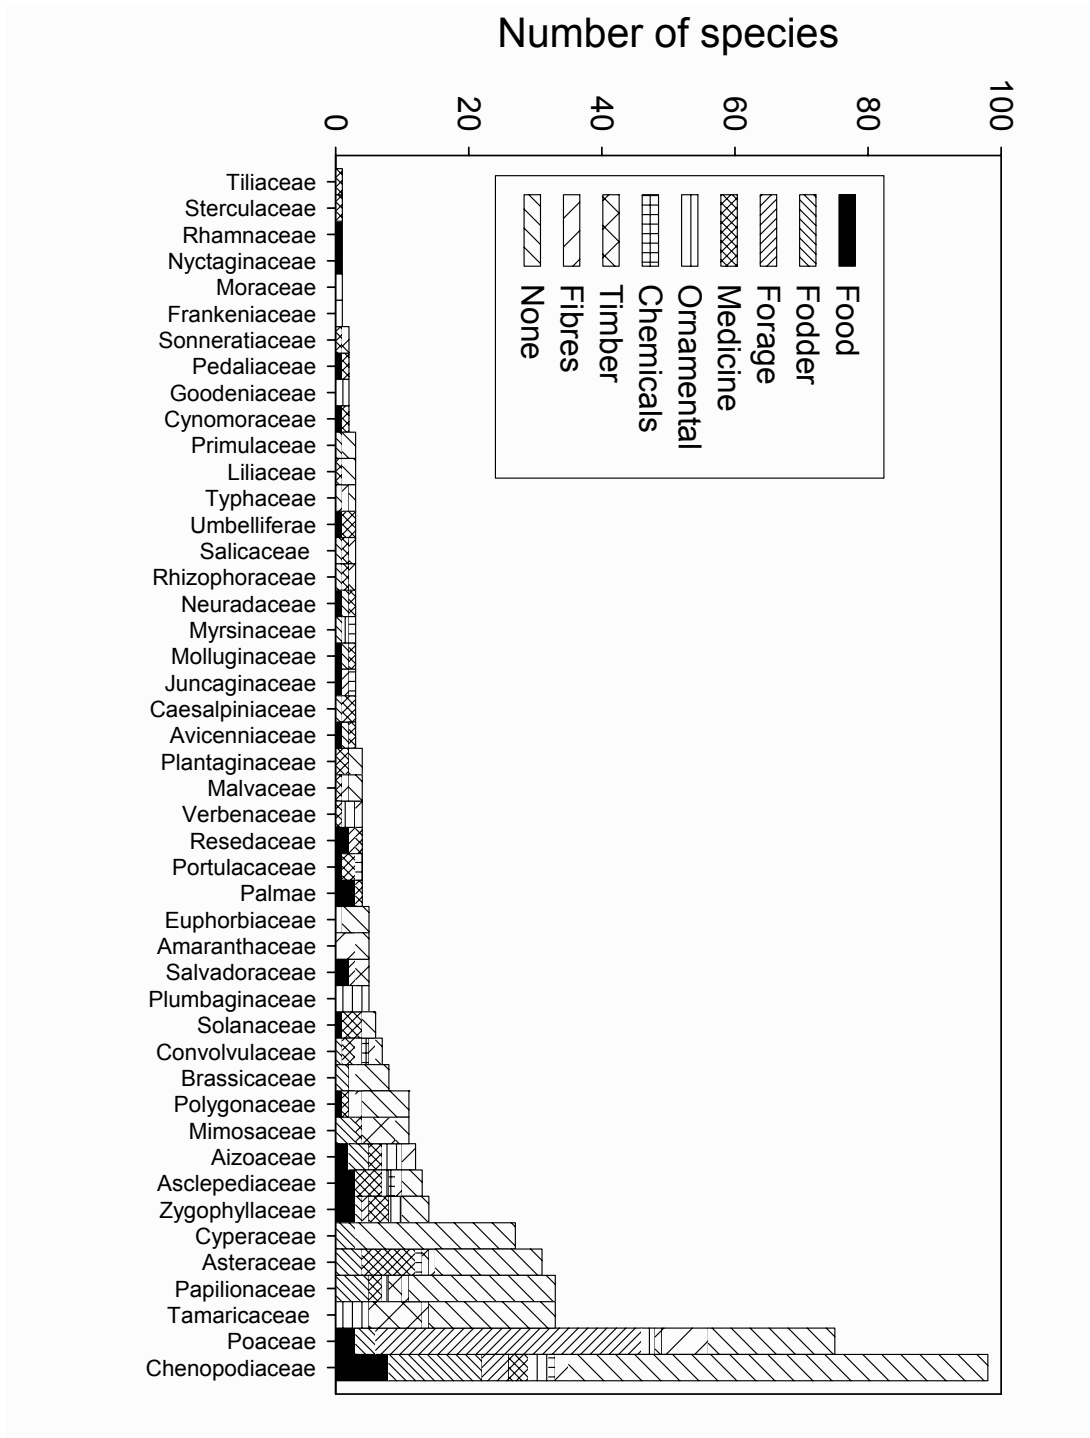 Number of species
0
20
40
60
80
100
Food
Fodder
Forage
Medicine
Ornamental
Chemicals
Timber
Fibres
None
Tiliaceae
Sterculaceae
Rhamnaceae
Nyctaginaceae
Moraceae
Frankeniaceae
Sonneratiaceae
Pedaliaceae
Goodeniaceae
Cynomoraceae
Primulaceae
Liliaceae
Typhaceae
Umbelliferae
Salicaceae
Rhizophoraceae
Neuradaceae
Myrsinaceae
Molluginaceae
Juncaginaceae
Caesalpiniaceae
Avicenniaceae
Plantaginaceae
Malvaceae
Verbenaceae
Resedaceae
Portulacaceae
Palmae
Euphorbiaceae
Amaranthaceae
Salvadoraceae
Plumbaginaceae
Solanaceae
Convolvulaceae
Brassicaceae
Polygonaceae
Mimosaceae
Aizoaceae
Asclepediaceae
Zygophyllaceae
Cyperaceae
Asteraceae
Papilionaceae
Tamaricaceae
Poaceae
Chenopodiaceae